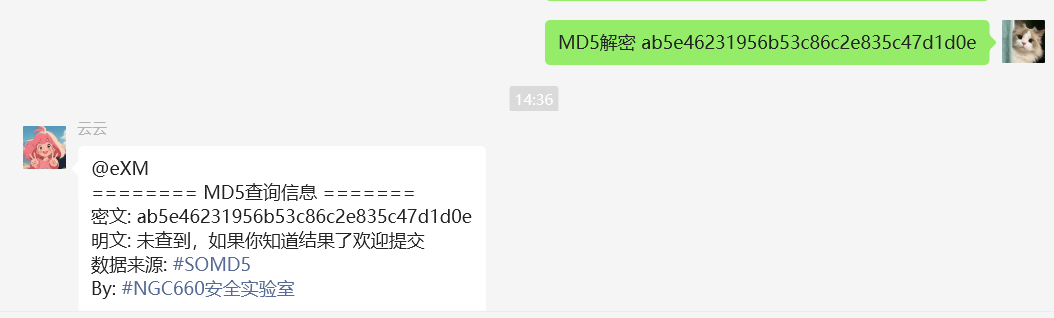 MD5解密 ab5e46231956b53c86c2e835c47d1d0e
14:36
云云
@eXM
======== MD5查询信息 =======
密文: ab5e46231956b53c86c2e835c47d1d0e
明文: 未查到，如果你知道结果了欢迎提交
数据来源: #SOMD5
By: #NGC660安全实验室